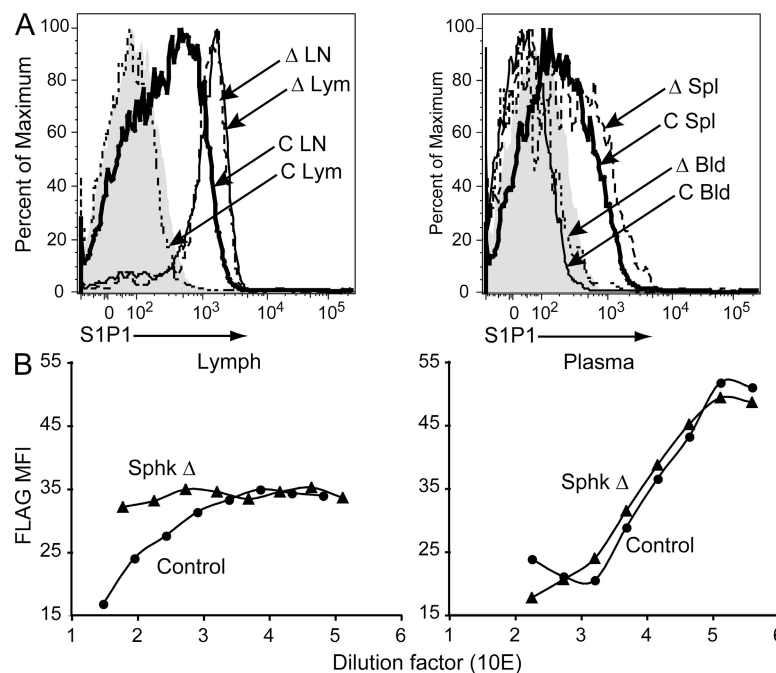 A
Percent of Maximum
100
80
60
40
20
0
Δ LN
Δ Lym
C LN
C Lym
0 10² 10³ 10⁴ 10⁵
S1P1
Percent of Maximum
100
80
60
40
20
0
Δ Spl
C Spl
Δ Bld
C Bld
0 10² 10³ 10⁴ 10⁵
S1P1
B
Lymph
FLAG MFI
55
45
35
25
15
Sphk Δ
Control
1 2 3 4 5 6
Plasma
55
45
35
25
15
Sphk Δ
Control
1 2 3 4 5 6
Dilution factor (10E)